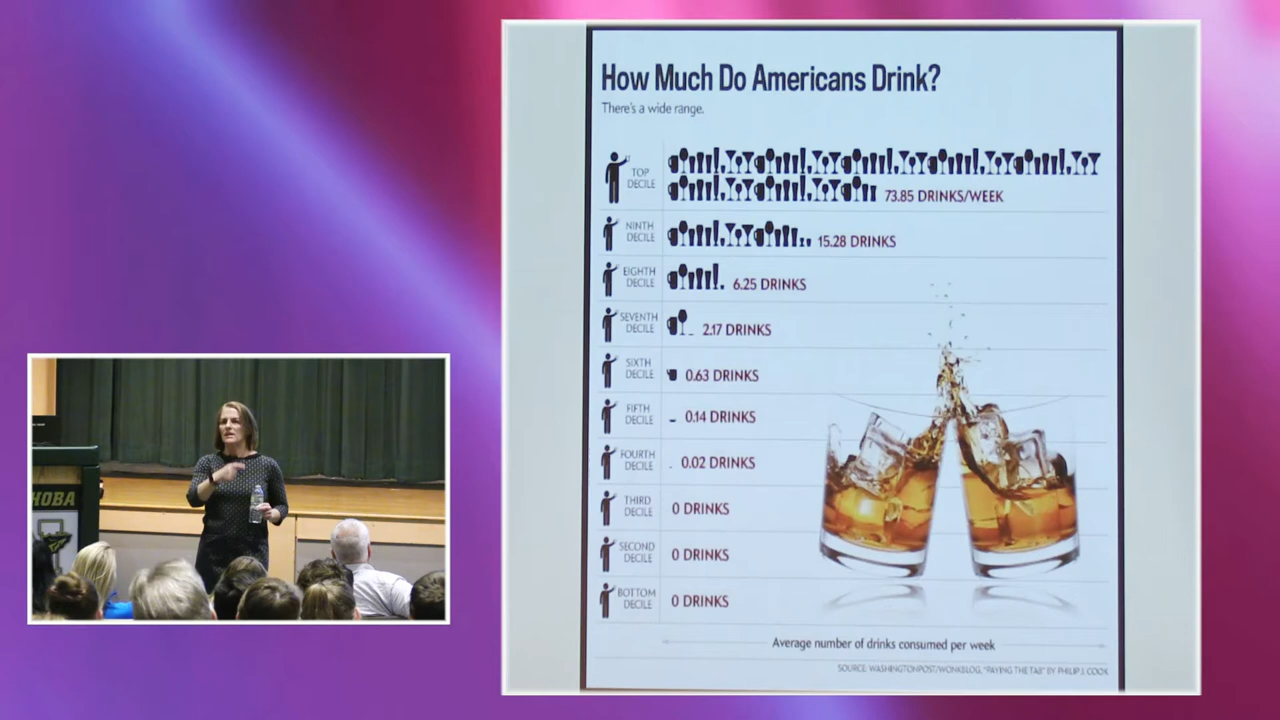 How Much Do Americans Drink?
There's a wide range.
TOP
DECILE
73.85 DRINKS/WEEK
NINTH
DECILE
15.28 DRINKS
EIGHTH
DECILE
6.25 DRINKS
SEVENTH
DECILE
2.17 DRINKS
SIXTH
DECILE
0.63 DRINKS
FIFTH
DECILE
0.14 DRINKS
FOURTH
DECILE
0.02 DRINKS
THIRD
DECILE
0 DRINKS
SECOND
DECILE
0 DRINKS
BOTTOM
DECILE
0 DRINKS
Average number of drinks consumed per week
SOURCE: WASHINGTONPOST/WONKBLOG, "PAYING THE TAB" BY PHILIP J. COOK
HOBA